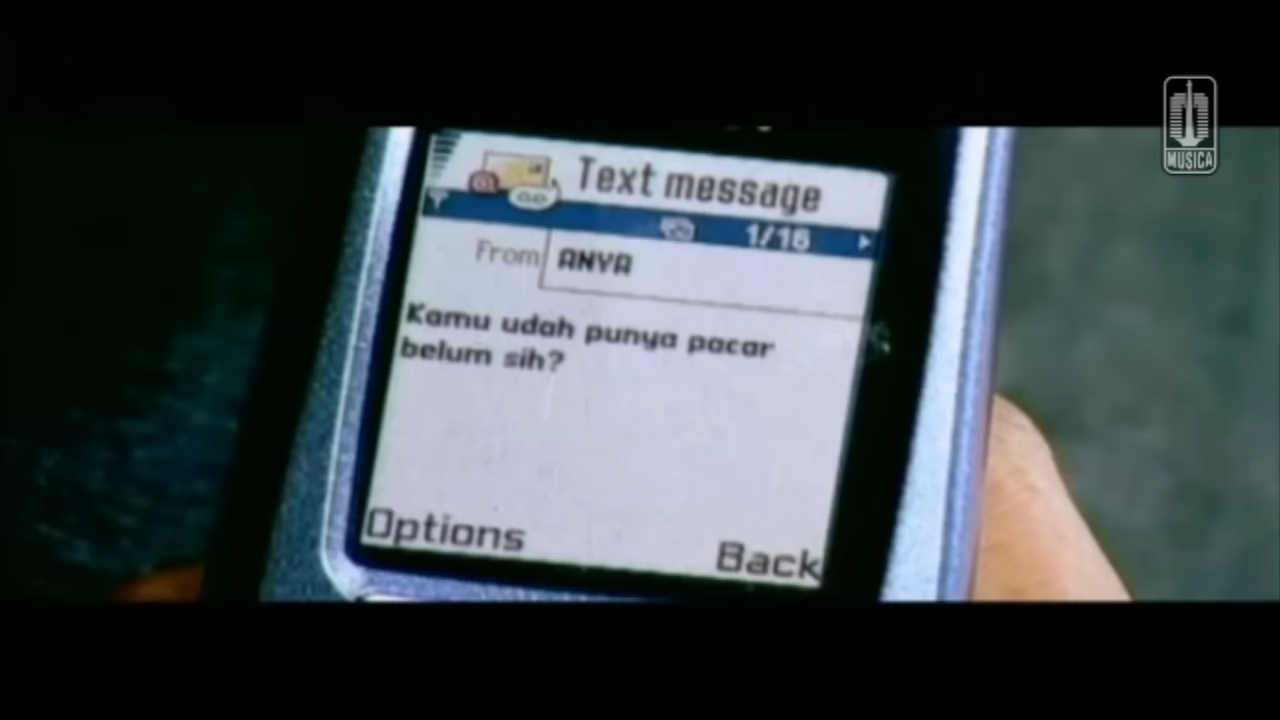 MUSICA
Text message
1/16
From ANYA
Kamu udah punya pacar
belum sih?
Options Back